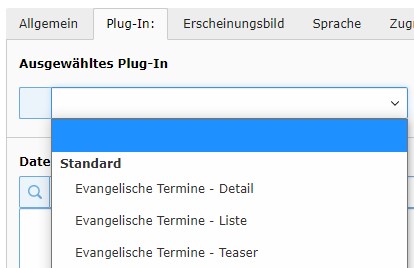 Allgemein Plug-In: Erscheinungsbild Sprache Zugr
Ausgewähltes Plug-In
Standard
Date
Evangelische Termine - Detail
Evangelische Termine - Liste
Evangelische Termine - Teaser